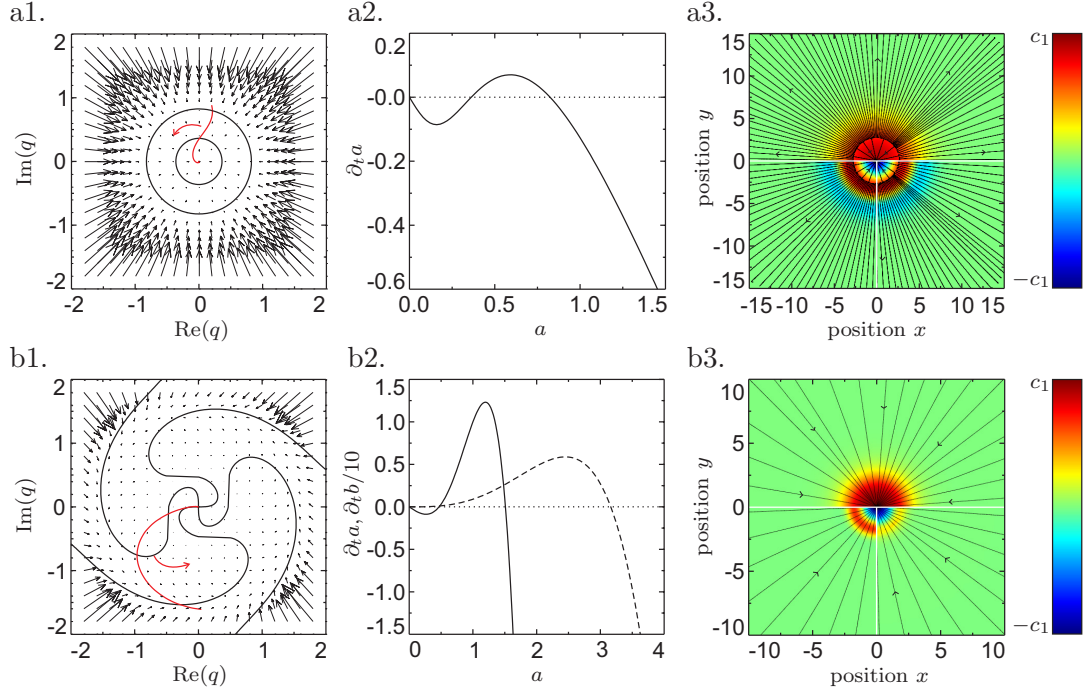 a1.
a2.
a3.
2
1
0
-1
-2
-2 -1 0 1 2
Im(q)
Re(q)
0.2
-0.0
-0.2
-0.4
-0.6
0 0.5 1.0 1.5
∂ₜa
a
15
10
5
0
-5
-10
-15
-15 -10 -5 0 5 10 15
position y
position x
c₁
−c₁
b1.
b2.
b3.
2
1
0
-1
-2
-2 -1 0 1 2
Im(q)
Re(q)
1.5
1.0
0.5
0.0
-0.5
-1.0
-1.5
0 1 2 3 4
∂ₜa, ∂ₜb/10
a
10
5
0
-5
-10
-10 -5 0 5 10
position y
position x
c₁
−c₁